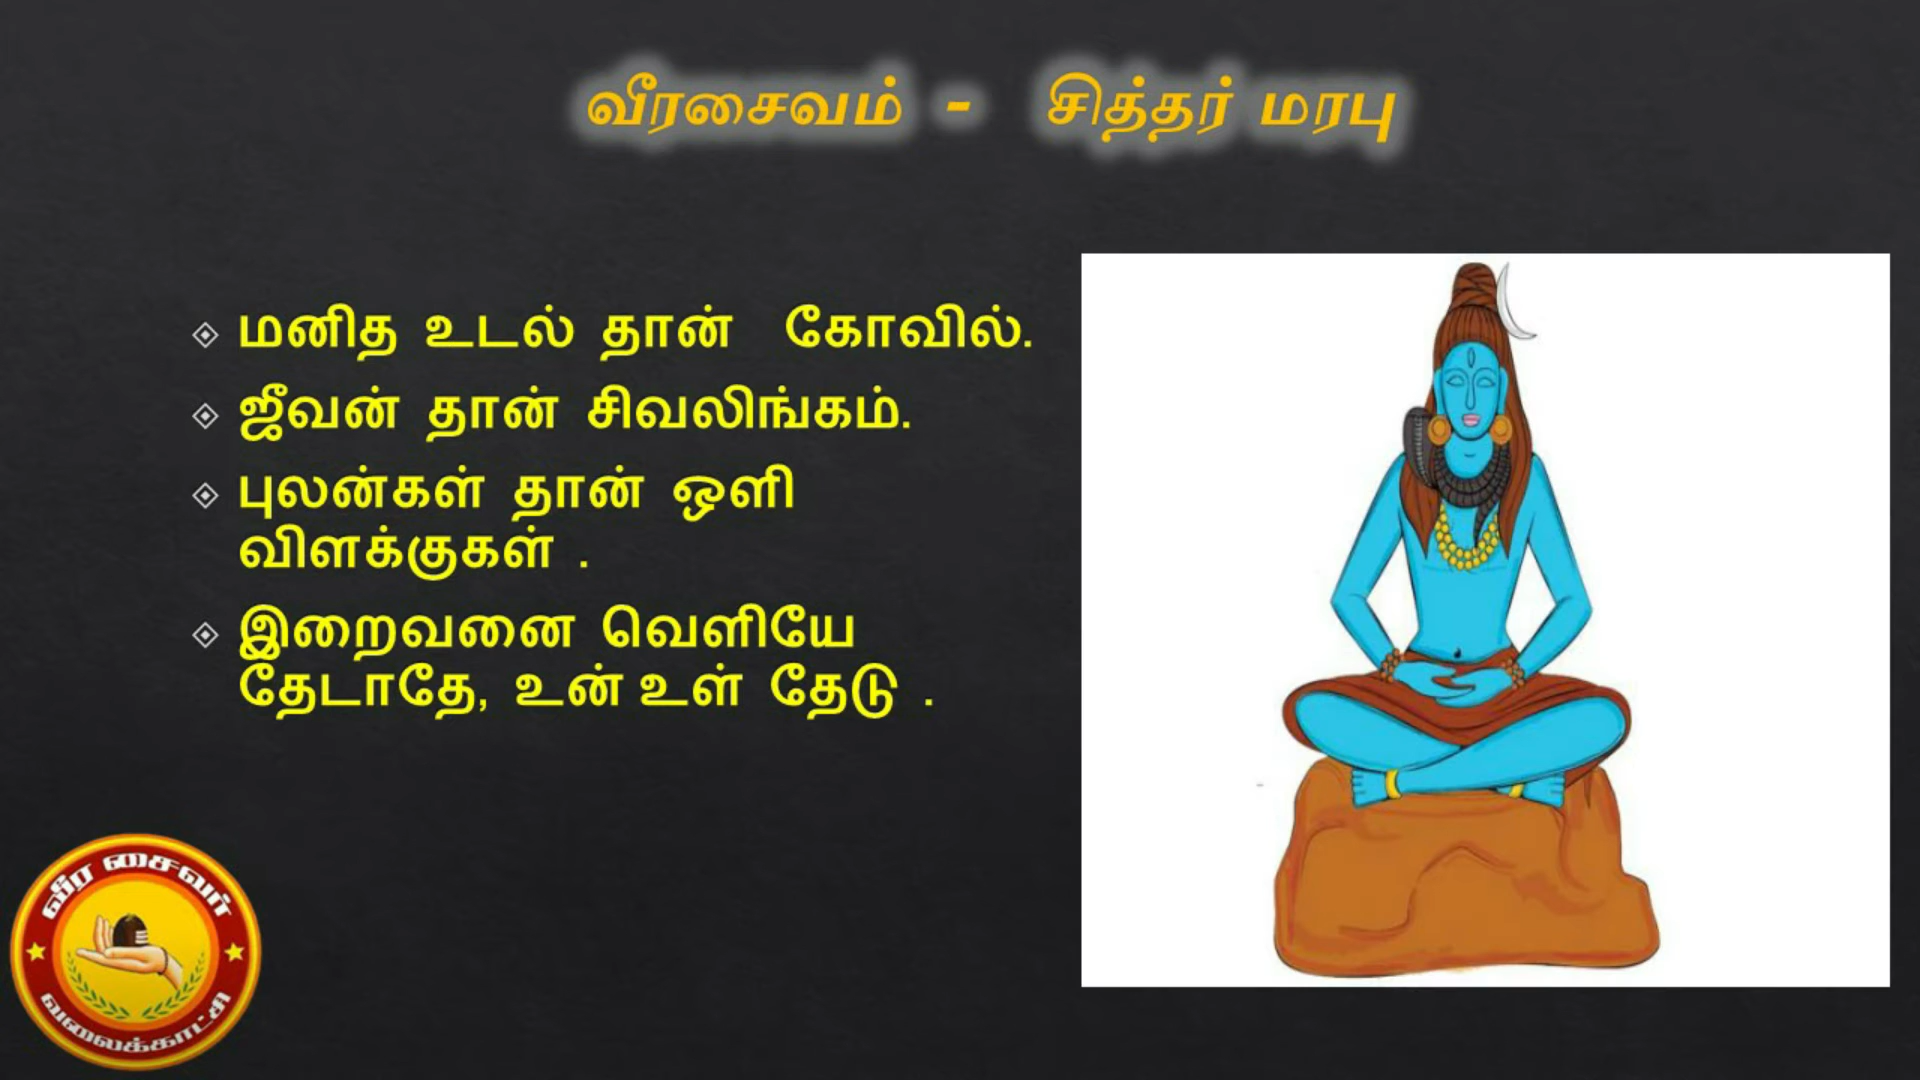 வீரசைவம் - சித்தர் மரபு
மனித உடல் தான் கோவில்.
ஜீவன் தான் சிவலிங்கம்.
புலன்கள் தான் ஒளி
விளக்குகள் .
இறைவனை வெளியே
தேடாதே, உன் உள் தேடு .
வீர சைவர்
வலைக்காட்சி